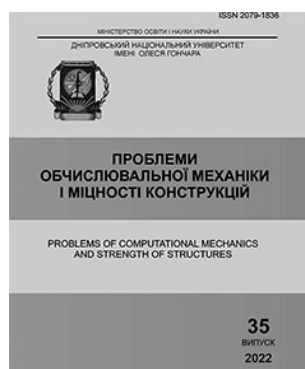 ISSN 2079-1836
МІНІСТЕРСТВО ОСВІТИ І НАУКИ УКРАЇНИ
ДНІПРОВСЬКИЙ НАЦІОНАЛЬНИЙ УНІВЕРСИТЕТ
ІМЕНІ ОЛЕСЯ ГОНЧАРА
ПРОБЛЕМИ
ОБЧИСЛЮВАЛЬНОЇ МЕХАНІКИ
І МІЦНОСТІ КОНСТРУКЦІЙ
PROBLEMS OF COMPUTATIONAL MECHANICS
AND STRENGTH OF STRUCTURES
35
ВИПУСК
2022